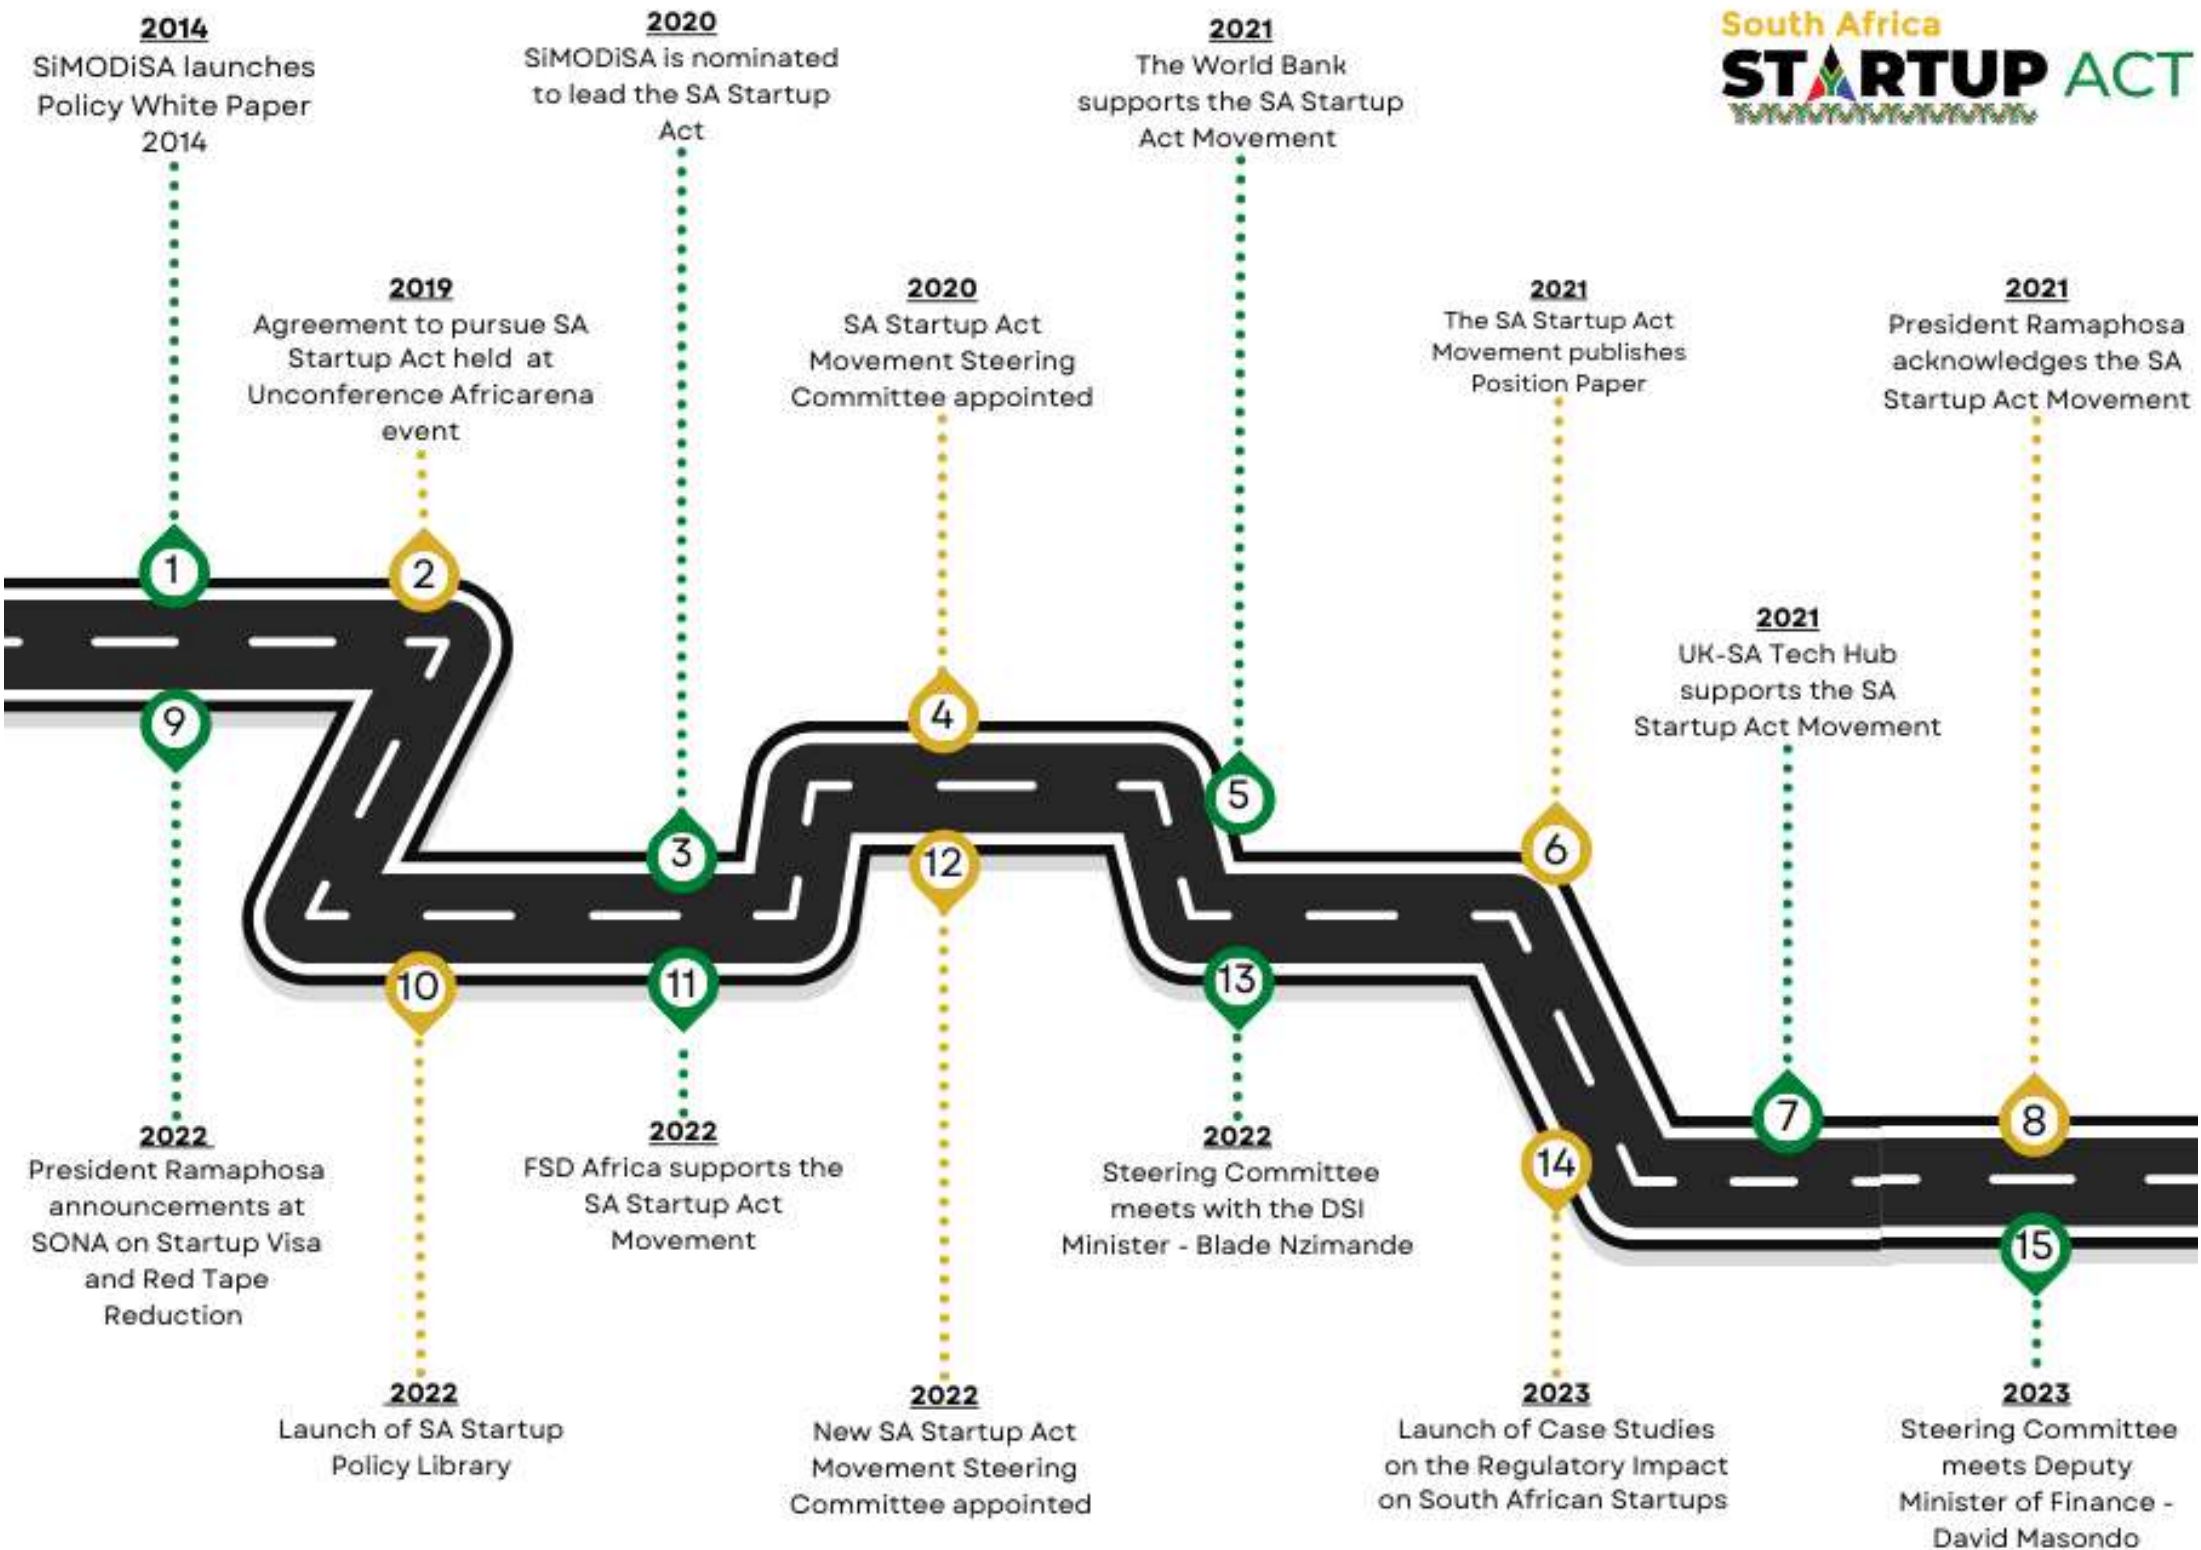 South Africa
STARTUP ACT
2014
SiMODiSA launches
Policy White Paper
2014
2019
Agreement to pursue SA
Startup Act held at
Unconference Africarena
event
2020
SiMODiSA is nominated
to lead the SA Startup
Act
2020
SA Startup Act
Movement Steering
Committee appointed
2021
The World Bank
supports the SA Startup
Act Movement
2021
The SA Startup Act
Movement publishes
Position Paper
2021
UK-SA Tech Hub
supports the SA
Startup Act Movement
2021
President Ramaphosa
acknowledges the SA
Startup Act Movement
1
2
3
4
5
6
7
8
9
10
11
12
13
14
15
2022
President Ramaphosa
announcements at
SONA on Startup Visa
and Red Tape
Reduction
2022
Launch of SA Startup
Policy Library
2022
FSD Africa supports the
SA Startup Act
Movement
2022
New SA Startup Act
Movement Steering
Committee appointed
2022
Steering Committee
meets with the DSI
Minister - Blade Nzimande
2023
Launch of Case Studies
on the Regulatory Impact
on South African Startups
2023
Steering Committee
meets Deputy
Minister of Finance -
David Masondo